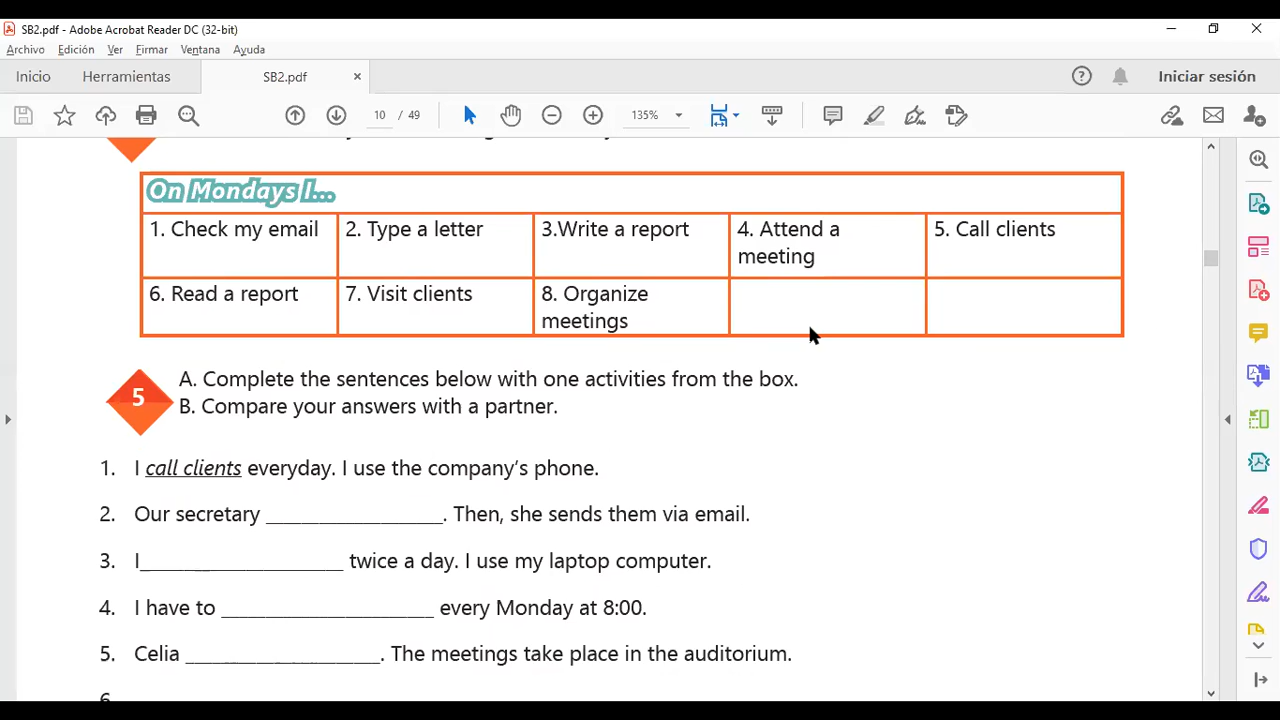 SB2.pdf - Adobe Acrobat Reader DC (32-bit)
Archivo Edición Ver Firmar Ventana Ayuda
Inicio Herramientas SB2.pdf × Iniciar sesión
10 / 49 135%
On Mondays I...
1. Check my email 2. Type a letter 3.Write a report 4. Attend a meeting 5. Call clients
6. Read a report 7. Visit clients 8. Organize meetings
5
A. Complete the sentences below with one activities from the box.
B. Compare your answers with a partner.
1. I call clients everyday. I use the company's phone.
2. Our secretary ____________________. Then, she sends them via email.
3. I_______________________ twice a day. I use my laptop computer.
4. I have to ________________________ every Monday at 8:00.
5. Celia ______________________. The meetings take place in the auditorium.
6.